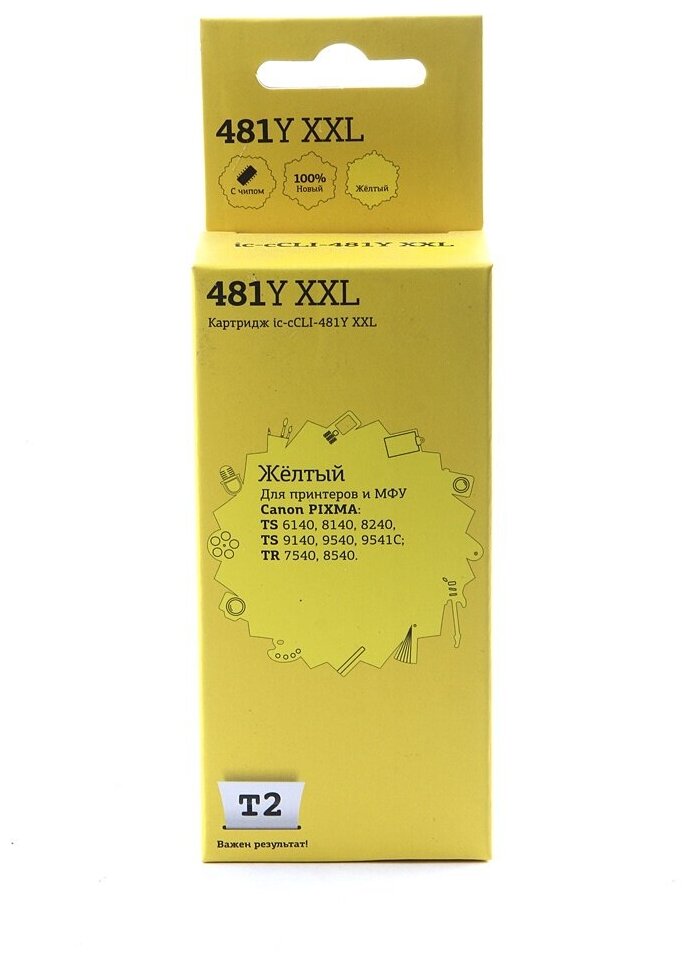 481Y XXL
С чипом
100%
Новый
Жёлтый
ic-cCLI-481Y XXL
481Y XXL
Картридж ic-cCLI-481Y XXL
Жёлтый
Для принтеров и МФУ
Canon PIXMA:
TS 6140, 8140, 8240,
TS 9140, 9540, 9541C;
TR 7540, 8540.
T2
Важен результат!